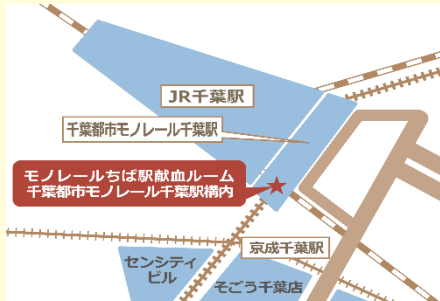 JR千葉駅
千葉都市モノレール千葉駅
モノレールちば駅献血ルーム
千葉都市モノレール千葉駅構内
京成千葉駅
センシティ
ビル
そごう千葉店